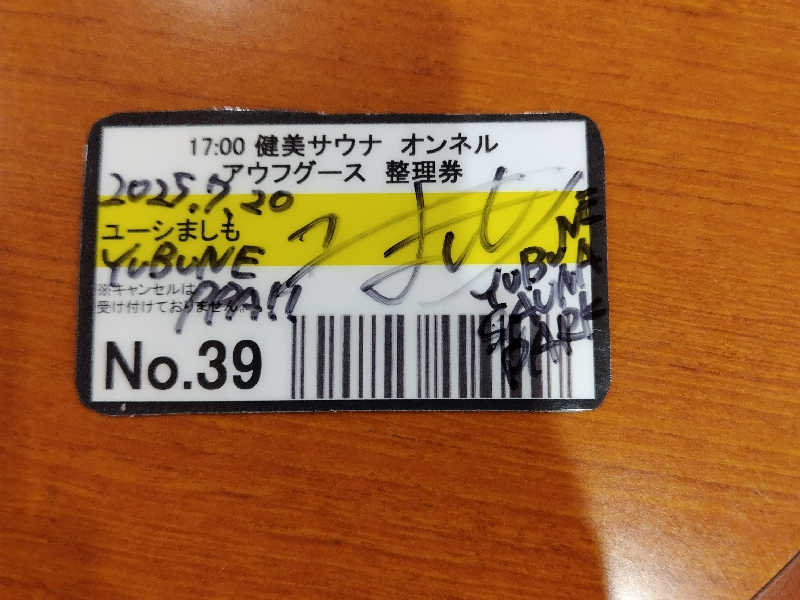 17:00 健美サウナ オンネル
アウフグース 整理券
2025.7.20
ユーシましも
YUBUNE
※キャンセルは
受け付けておりません。
No.39
YUBUNE
SAUNA
PARK